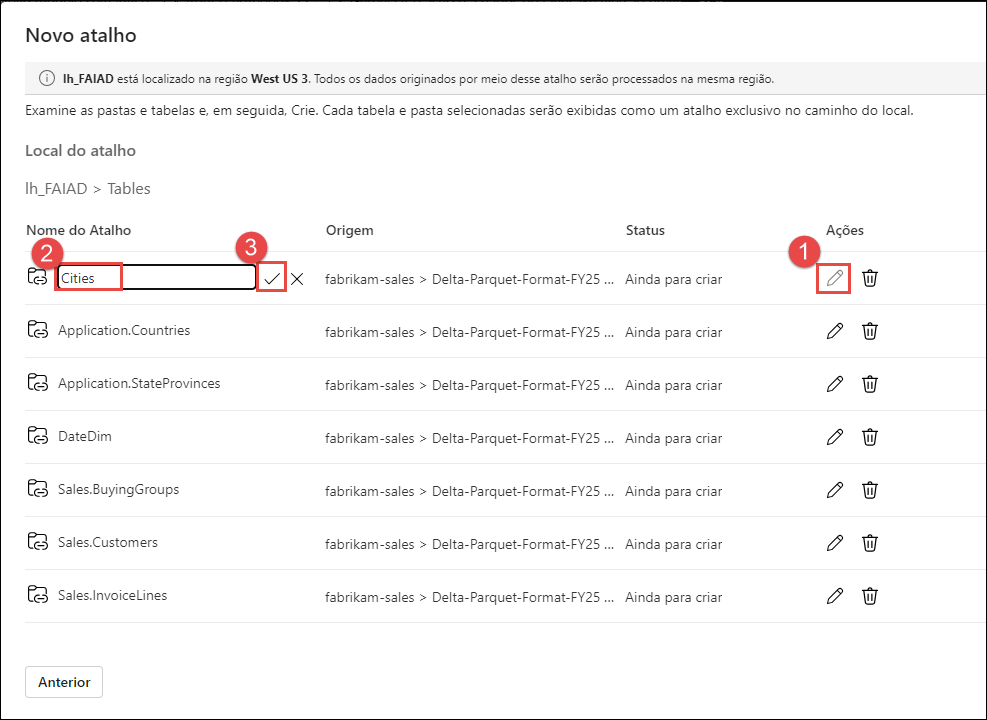 Novo atalho
lh_FAIAD está localizado na região West US 3. Todos os dados originados por meio desse atalho serão processados na mesma região.
Examine as pastas e tabelas e, em seguida, Crie. Cada tabela e pasta selecionadas serão exibidas como um atalho exclusivo no caminho do local.
Local do atalho
lh_FAIAD > Tables
Nome do Atalho Origem Status Ações
2 3 1
Cities fabrikam-sales > Delta-Parquet-Format-FY25 ... Ainda para criar
Application.Countries fabrikam-sales > Delta-Parquet-Format-FY25 ... Ainda para criar
Application.StateProvinces fabrikam-sales > Delta-Parquet-Format-FY25 ... Ainda para criar
DateDim fabrikam-sales > Delta-Parquet-Format-FY25 ... Ainda para criar
Sales.BuyingGroups fabrikam-sales > Delta-Parquet-Format-FY25 ... Ainda para criar
Sales.Customers fabrikam-sales > Delta-Parquet-Format-FY25 ... Ainda para criar
Sales.InvoiceLines fabrikam-sales > Delta-Parquet-Format-FY25 ... Ainda para criar
Anterior